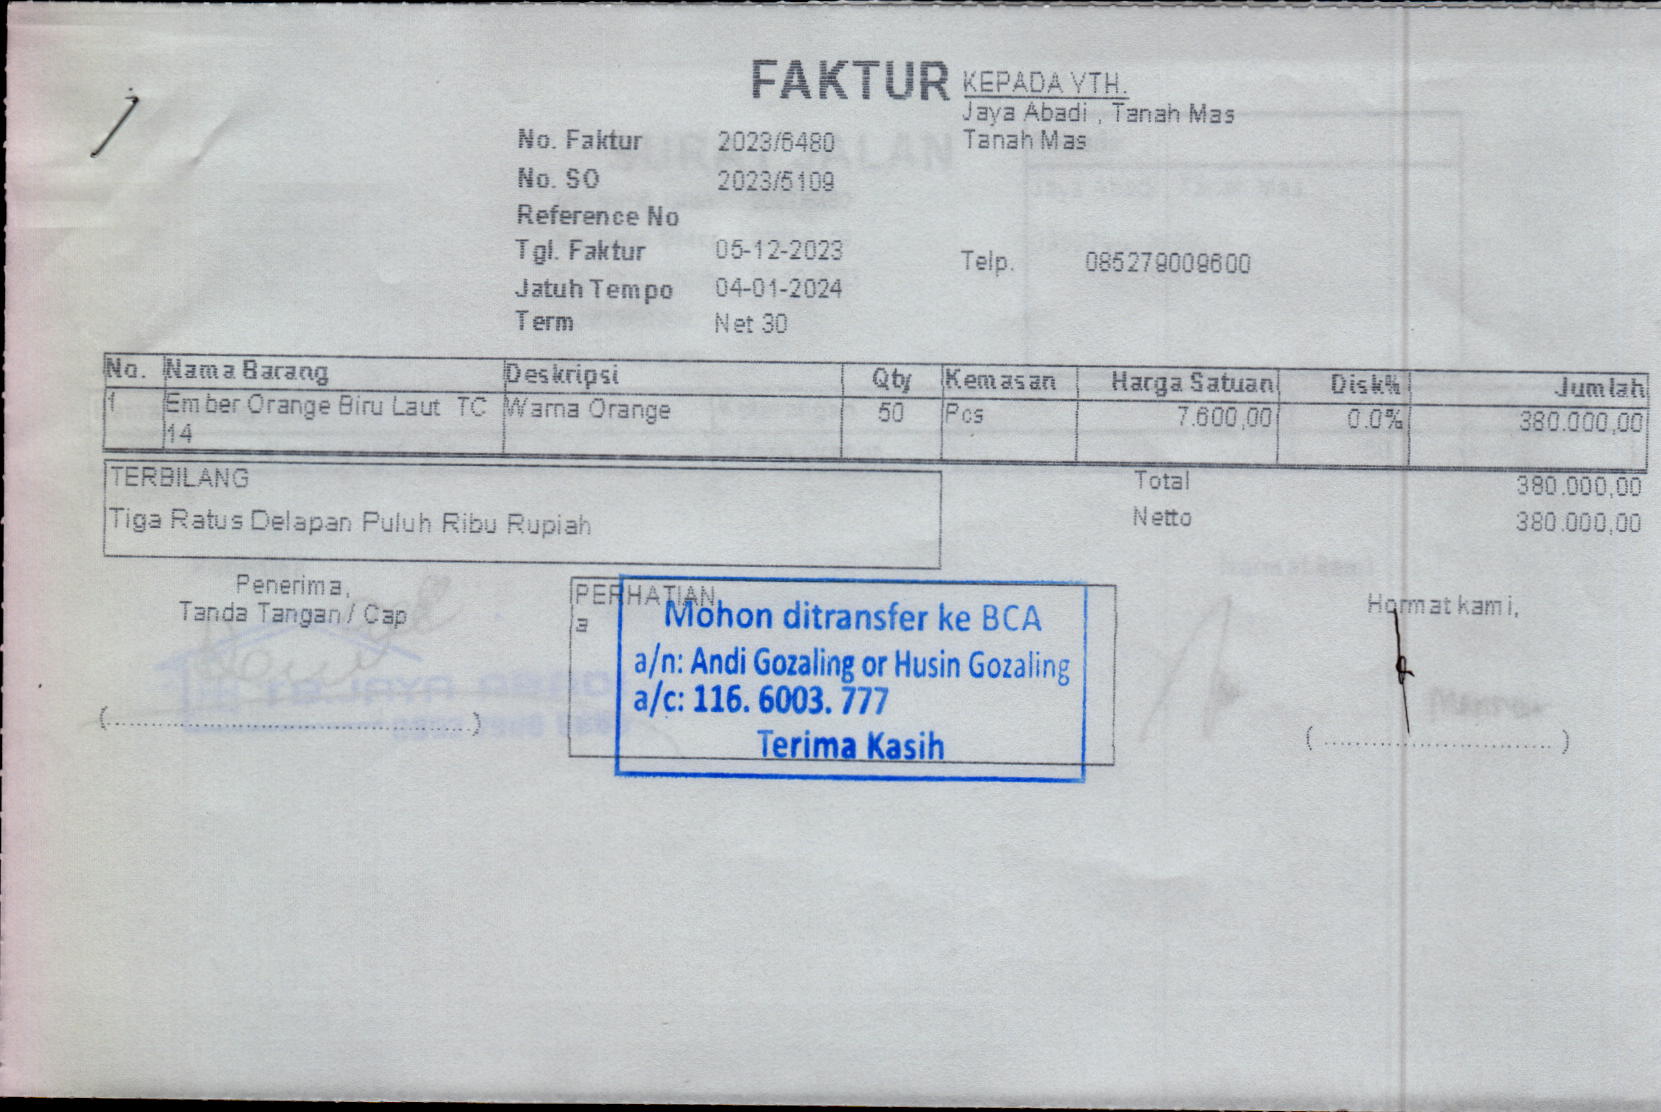 FAKTUR
KEPADA YTH.
Jaya Abadi , Tanah Mas
Tanah Mas
No. Faktur 2023/6480
No. SO 2023/5109
Reference No
Tgl. Faktur 05-12-2023
Telp. 085279009600
Jatuh Tempo 04-01-2024
Term Net 30
No. Nama Barang Deskripsi Qty Kemasan Harga Satuan Disk% Jumlah
1 Ember Orange Biru Laut TC Warna Orange 50 Pcs 7.600,00 0.0% 380.000,00
14
TERBILANG
Total 380.000,00
Tiga Ratus Delapan Puluh Ribu Rupiah
Netto 380.000,00
Penerima,
Tanda Tangan / Cap
(..............................)
PERHATIAN
a
Mohon ditransfer ke BCA
a/n: Andi Gozaling or Husin Gozaling
a/c: 116. 6003. 777
Terima Kasih
Hormat kami,
(..............................)